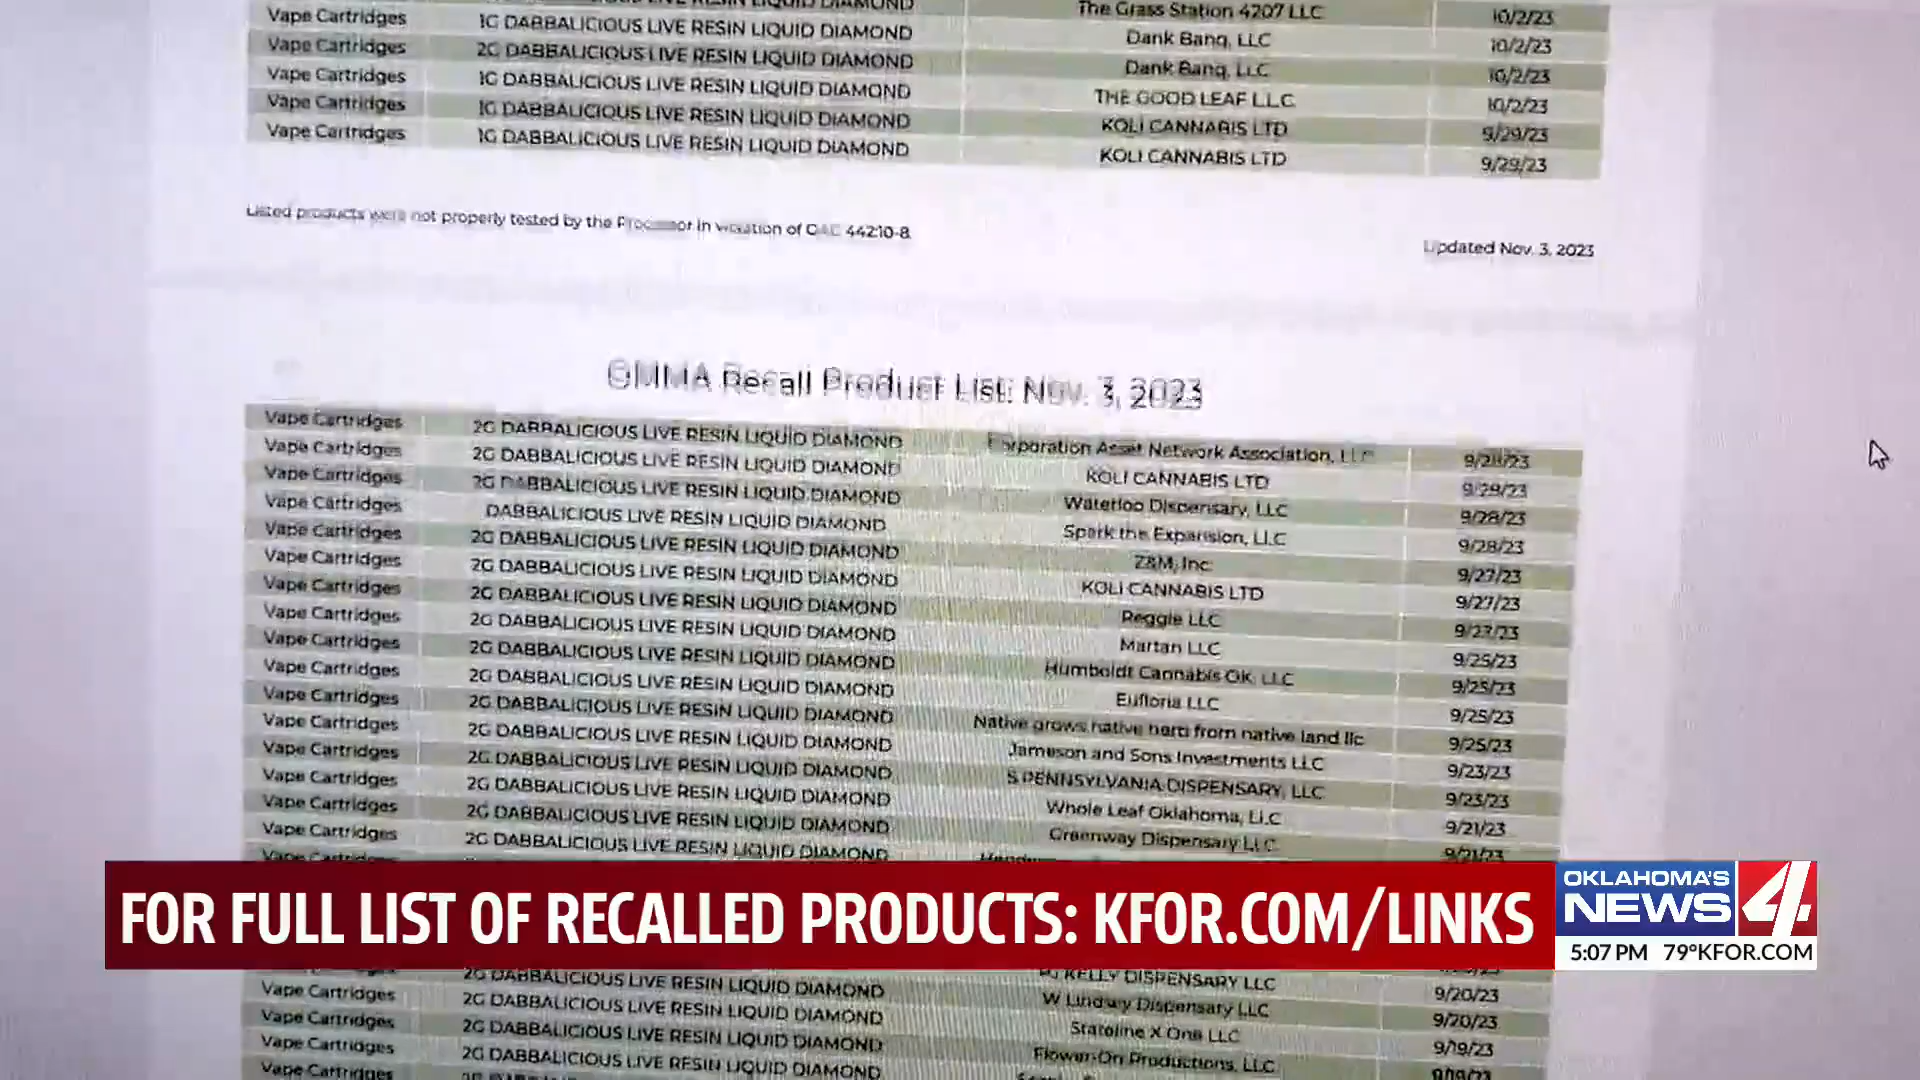 Vape Cartridges 1G DABBALICIOUS LIVE RESIN LIQUID DIAMOND The Grass Station 4207 LLC 10/2/23
Vape Cartridges 2G DABBALICIOUS LIVE RESIN LIQUID DIAMOND Dank Banq, LLC 10/2/23
Vape Cartridges 1G DABBALICIOUS LIVE RESIN LIQUID DIAMOND Dank Banq, LLC 10/2/23
Vape Cartridges 1G DABBALICIOUS LIVE RESIN LIQUID DIAMOND THE GOOD LEAF L.L.C. 10/2/23
Vape Cartridges 1G DABBALICIOUS LIVE RESIN LIQUID DIAMOND KOLI CANNABIS LTD 9/29/23
KOLI CANNABIS LTD 9/29/23
Listed products were not properly tested by the Processor in violation of OAC 442:10-8.
Updated Nov. 3, 2023
OMMA Recall Product List: Nov. 3, 2023
Vape Cartridges 2G DABBALICIOUS LIVE RESIN LIQUID DIAMOND Corporation Asset Network Association, LLC
Vape Cartridges 2G DABBALICIOUS LIVE RESIN LIQUID DIAMOND KOLI CANNABIS LTD 9/29/23
Vape Cartridges 2G DABBALICIOUS LIVE RESIN LIQUID DIAMOND Waterloo Dispensary, LLC 9/28/23
Vape Cartridges DABBALICIOUS LIVE RESIN LIQUID DIAMOND Spark the Expansion, LLC 9/28/23
Vape Cartridges 2G DABBALICIOUS LIVE RESIN LIQUID DIAMOND Z&M, Inc. 9/27/23
Vape Cartridges 2G DABBALICIOUS LIVE RESIN LIQUID DIAMOND KOLI CANNABIS LTD 9/27/23
Vape Cartridges 2G DABBALICIOUS LIVE RESIN LIQUID DIAMOND Reggie LLC 9/27/23
Vape Cartridges 2G DABBALICIOUS LIVE RESIN LIQUID DIAMOND Martan LLC 9/25/23
Vape Cartridges 2G DABBALICIOUS LIVE RESIN LIQUID DIAMOND Humboldt Cannabis OK, LLC 9/25/23
Vape Cartridges 2G DABBALICIOUS LIVE RESIN LIQUID DIAMOND Eufloria LLC 9/25/23
Vape Cartridges 2G DABBALICIOUS LIVE RESIN LIQUID DIAMOND Native grows native herb from native land llc 9/25/23
Vape Cartridges 2G DABBALICIOUS LIVE RESIN LIQUID DIAMOND Jameson and Sons Investments LLC 9/23/23
Vape Cartridges 2G DABBALICIOUS LIVE RESIN LIQUID DIAMOND S PENNSYLVANIA DISPENSARY, LLC 9/23/23
Vape Cartridges 2G DABBALICIOUS LIVE RESIN LIQUID DIAMOND Whole Leaf Oklahoma, LLC 9/21/23
Vape Cartridges 2G DABBALICIOUS LIVE RESIN LIQUID DIAMOND Greenway Dispensary LLC 9/21/23
Vape Cartridges 2G DABBALICIOUS LIVE RESIN LIQUID DIAMOND
FOR FULL LIST OF RECALLED PRODUCTS: KFOR.COM/LINKS
OKLAHOMA'S
NEWS 4
5:07 PM 79° KFOR.COM
2G DABBALICIOUS LIVE RESIN LIQUID DIAMOND KELLY DISPENSARY LLC 9/20/23
Vape Cartridges 2G DABBALICIOUS LIVE RESIN LIQUID DIAMOND W Lindsey Dispensary LLC 9/20/23
Vape Cartridges 2G DABBALICIOUS LIVE RESIN LIQUID DIAMOND Stateline X One LLC 9/19/23
Vape Cartridges 2G DABBALICIOUS LIVE RESIN LIQUID DIAMOND Flower-On Productions, LLC
Vape Cartridges